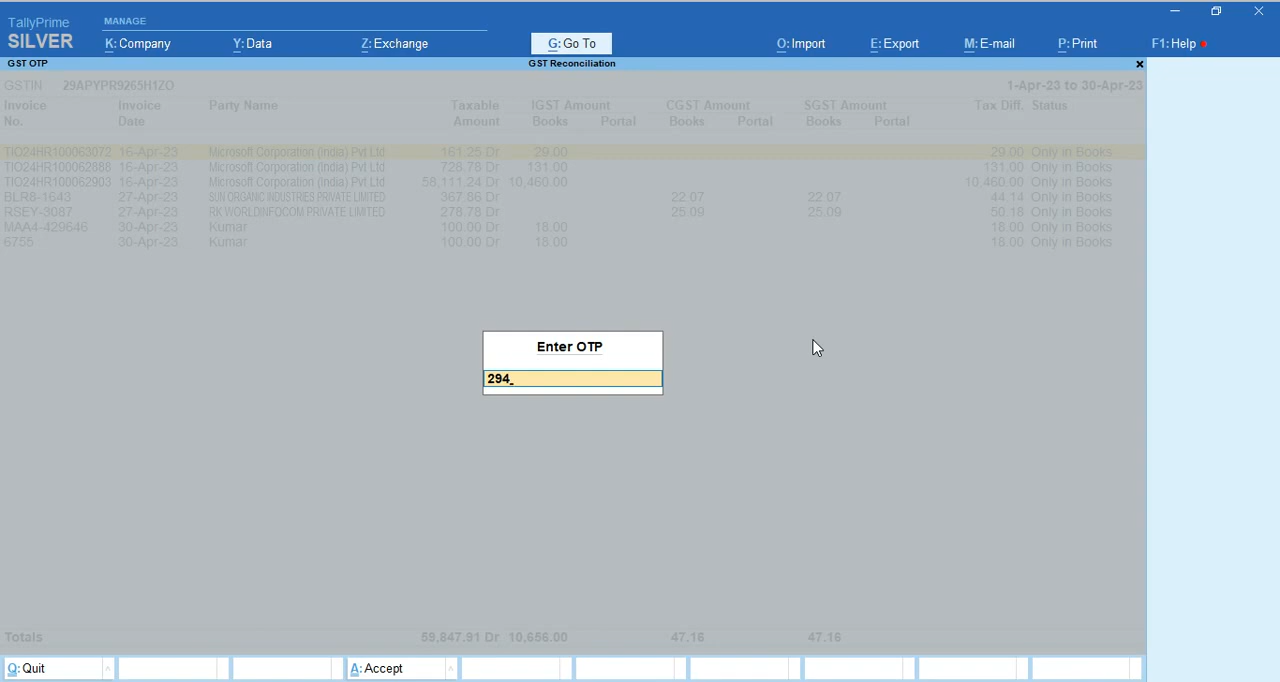 TallyPrime
MANAGE
SILVER
K: Company
Y: Data
Z: Exchange
G: Go To
O: Import
E: Export
M: E-mail
P: Print
F1: Help
GST OTP
GST Reconciliation
GSTIN 29APYPR9265H1ZO 1-Apr-23 to 30-Apr-23
Invoice Invoice Party Name Taxable IGST Amount CGST Amount SGST Amount Tax Diff. Status
No. Date Amount Books Portal Books Portal Books Portal
TIO24HR100063072 16-Apr-23 Microsoft Corporation (India) Pvt Ltd 161.25 Dr 29.00 29.00 Only in Books
TIO24HR100062888 16-Apr-23 Microsoft Corporation (India) Pvt Ltd 726.78 Dr 131.00 131.00 Only in Books
TIO24HR100062903 16-Apr-23 Microsoft Corporation (India) Pvt Ltd 58,111.24 Dr 10,460.00 10,460.00 Only in Books
BLR8-1643 27-Apr-23 SUN ORGANIC INDUSTRIES PRIVATE LIMITED 367.86 Dr 22.07 22.07 44.14 Only in Books
RSEY-3087 27-Apr-23 RK WORLDINFOCOM PRIVATE LIMITED 278.78 Dr 25.09 25.09 50.18 Only in Books
MAA4-429646 30-Apr-23 Kumar 100.00 Dr 18.00 18.00 Only in Books
6755 30-Apr-23 Kumar 100.00 Dr 18.00 18.00 Only in Books
Enter OTP
294_
Totals 59,847.91 Dr 10,656.00 47.16 47.16
Q: Quit
A: Accept